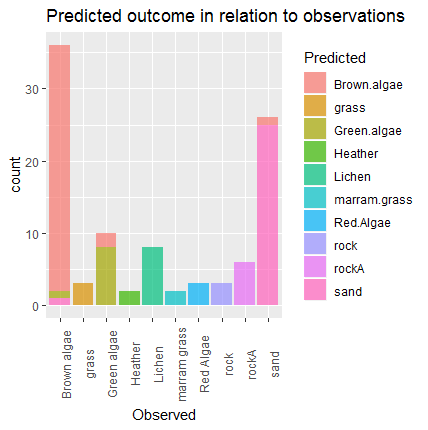 Predicted outcome in relation to observations
count
30
20
10
0
Brown algae
grass
Green algae
Heather
Lichen
marram grass
Red Algae
rock
rockA
sand
Observed
Predicted
Brown.algae
grass
Green.algae
Heather
Lichen
marram.grass
Red.Algae
rock
rockA
sand